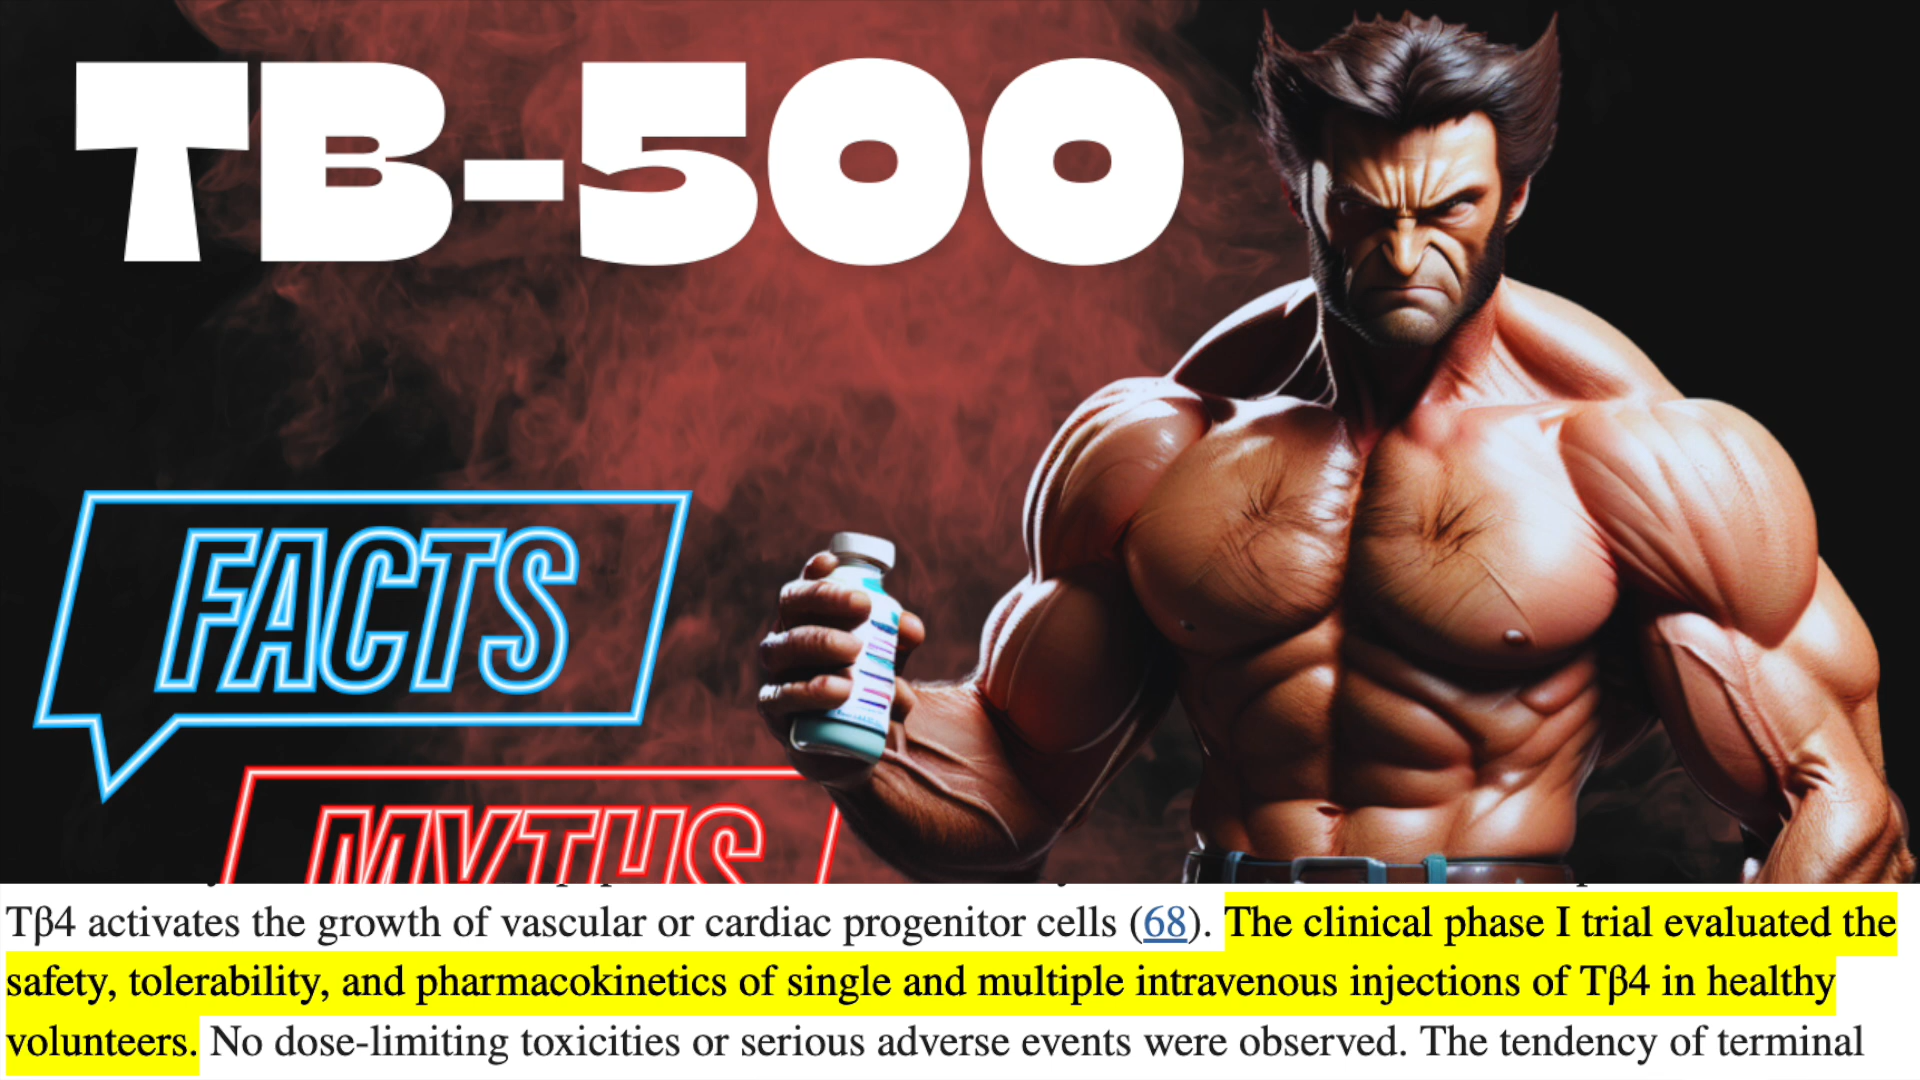 TB-500
FACTS
MYTHS
Tβ4 activates the growth of vascular or cardiac progenitor cells (68). The clinical phase I trial evaluated the
safety, tolerability, and pharmacokinetics of single and multiple intravenous injections of Tβ4 in healthy
volunteers. No dose-limiting toxicities or serious adverse events were observed. The tendency of terminal